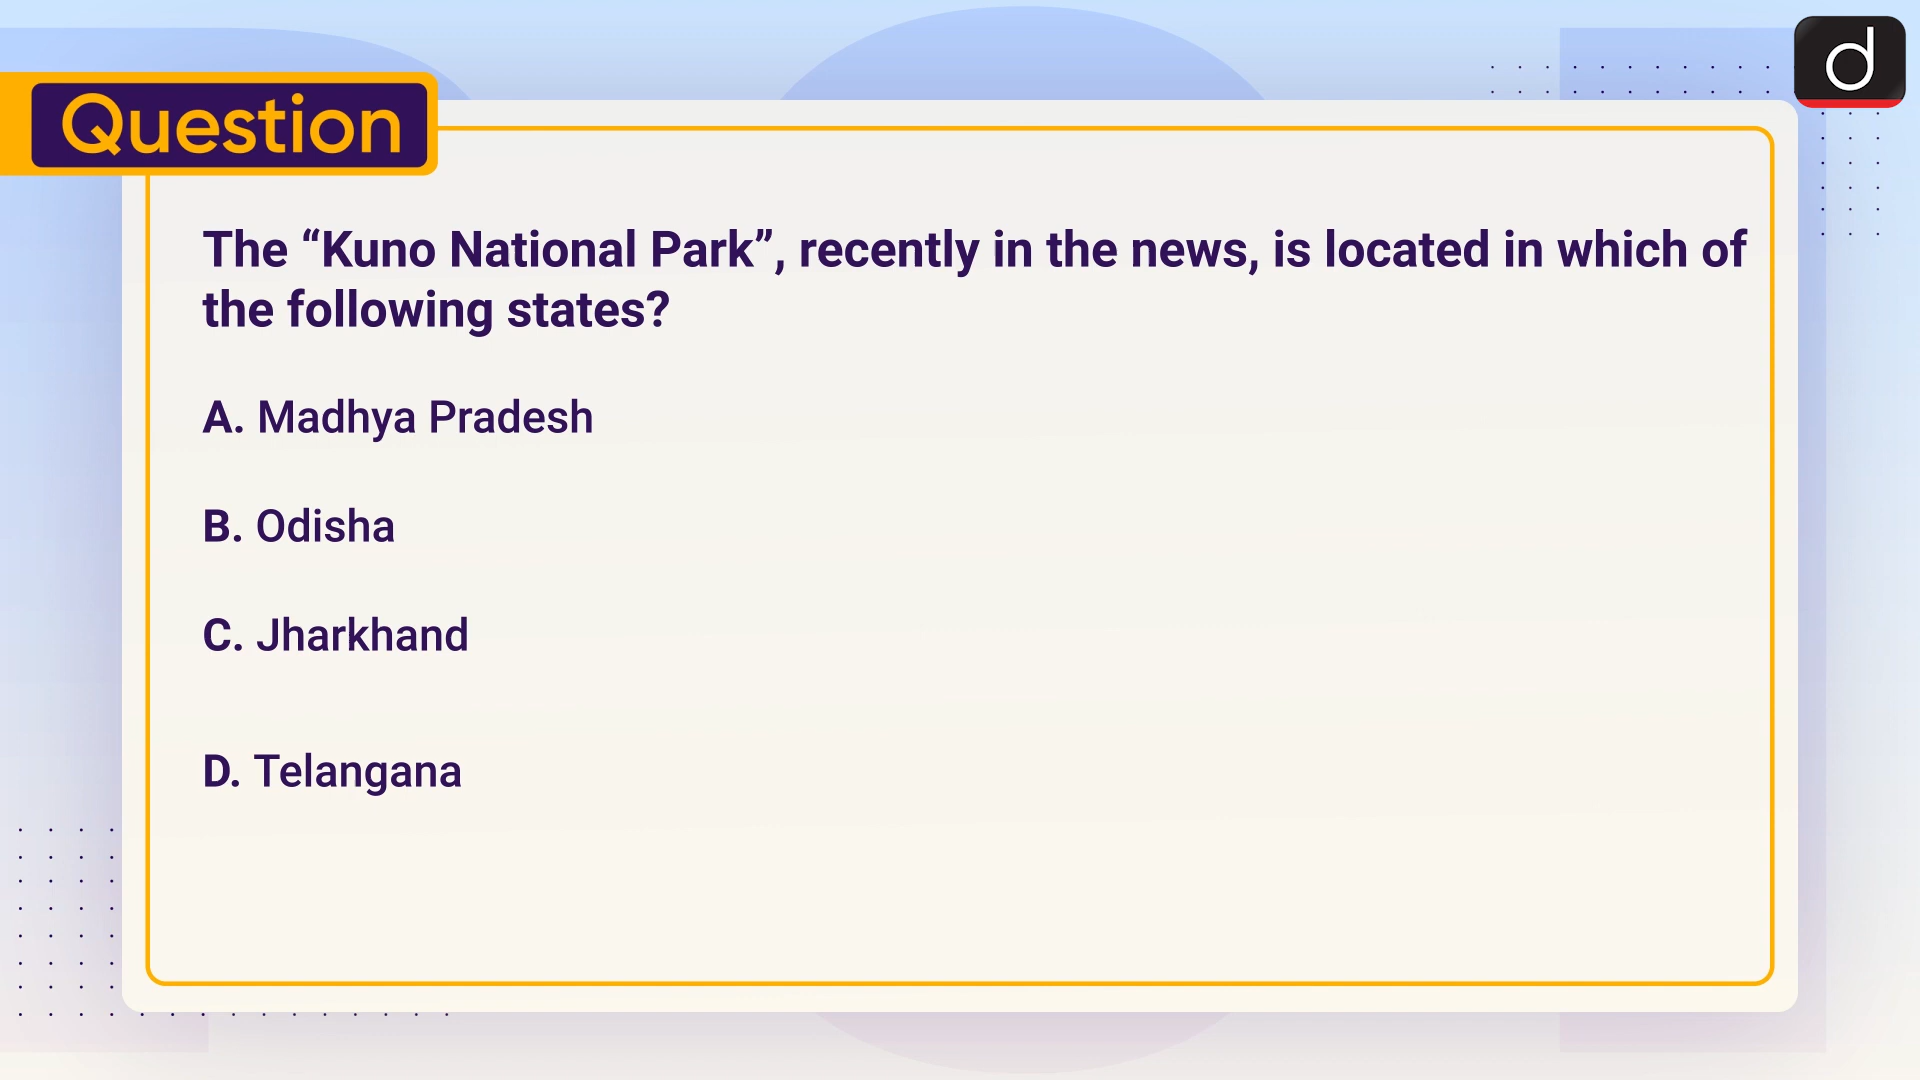 Question
The “Kuno National Park”, recently in the news, is located in which of
the following states?
A. Madhya Pradesh
B. Odisha
C. Jharkhand
D. Telangana
d